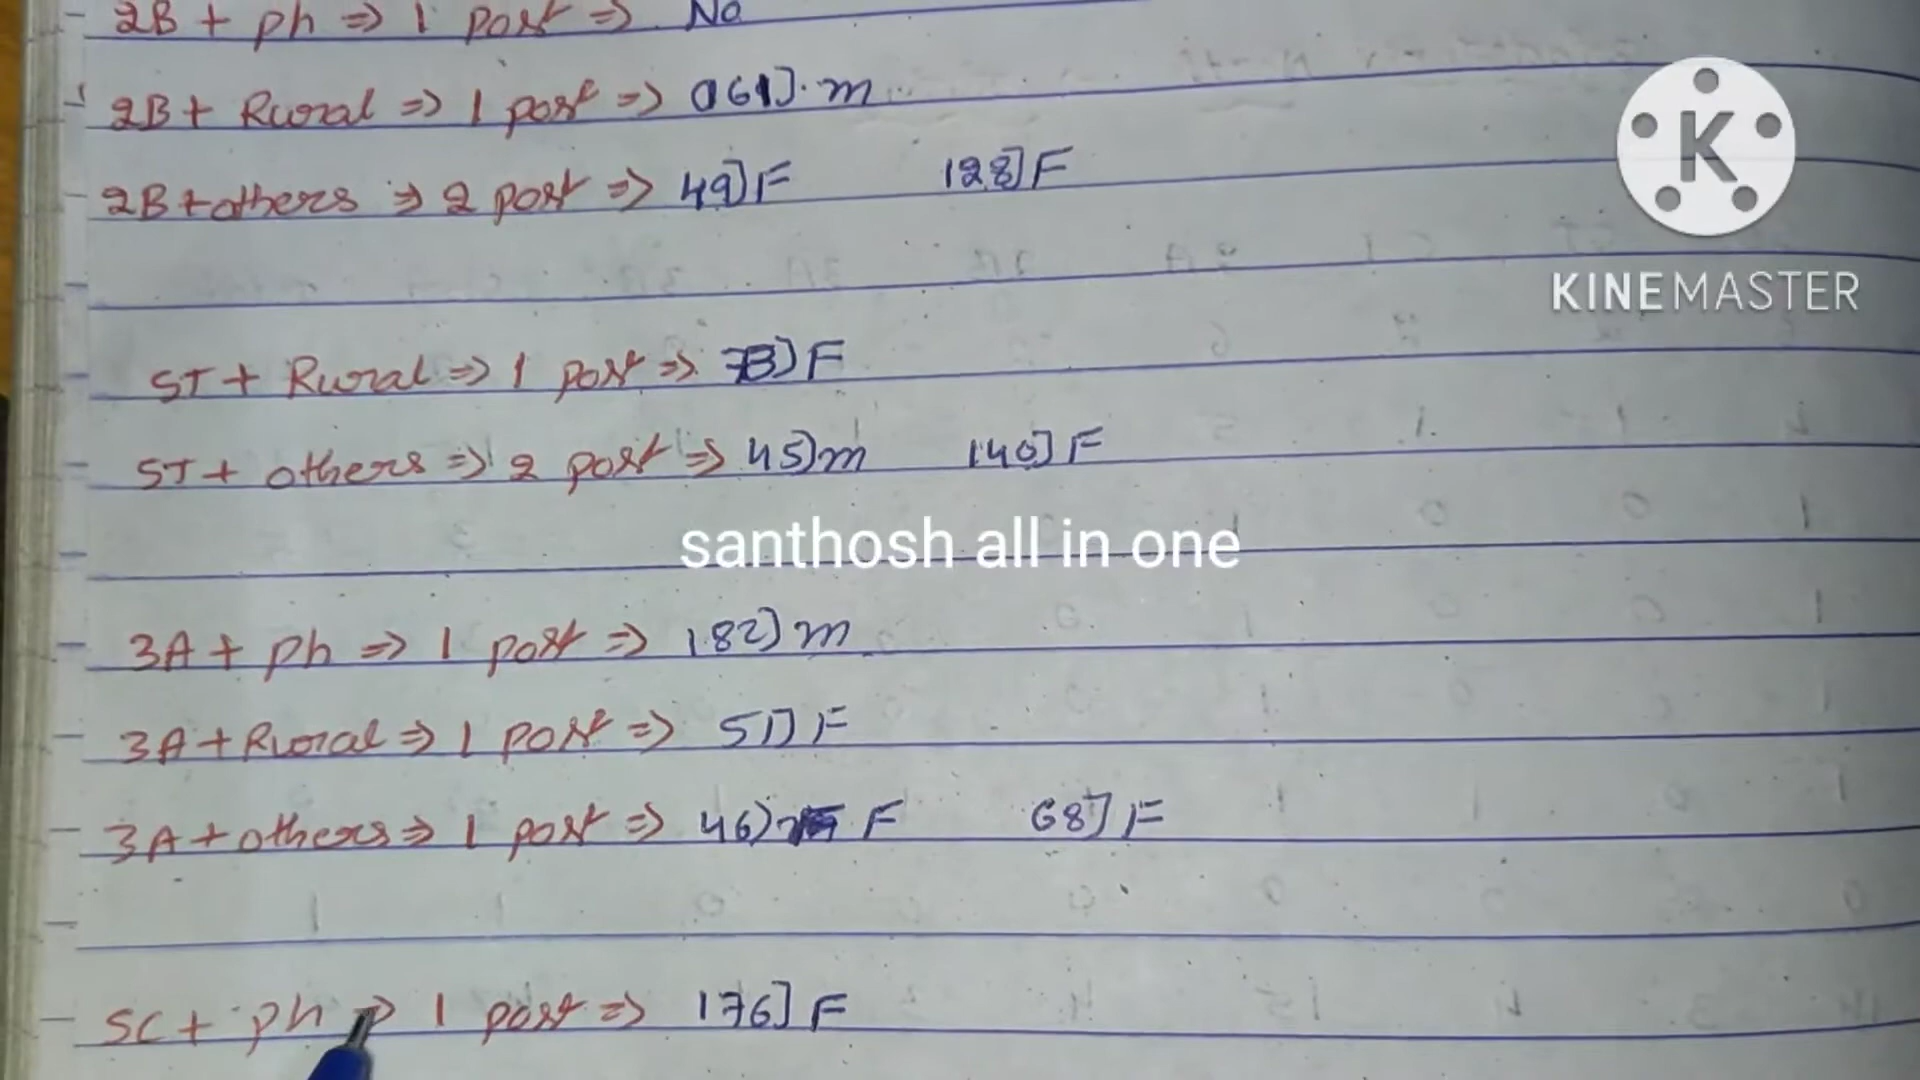 2B + ph => 1 post => No
2B + Rural => 1 post => 061].m
2B + others => 2 post => 49]F 128]F
ST + Rural => 1 post => F
ST + others => 2 post => 45)m 140]F
3A + ph => 1 post => 182)m
3A + Rural => 1 post => 51]F
3A + others => 1 post => 46) F 68]F
SC + ph => 1 post => 176]F
K
KINEMASTER
santhosh all in one